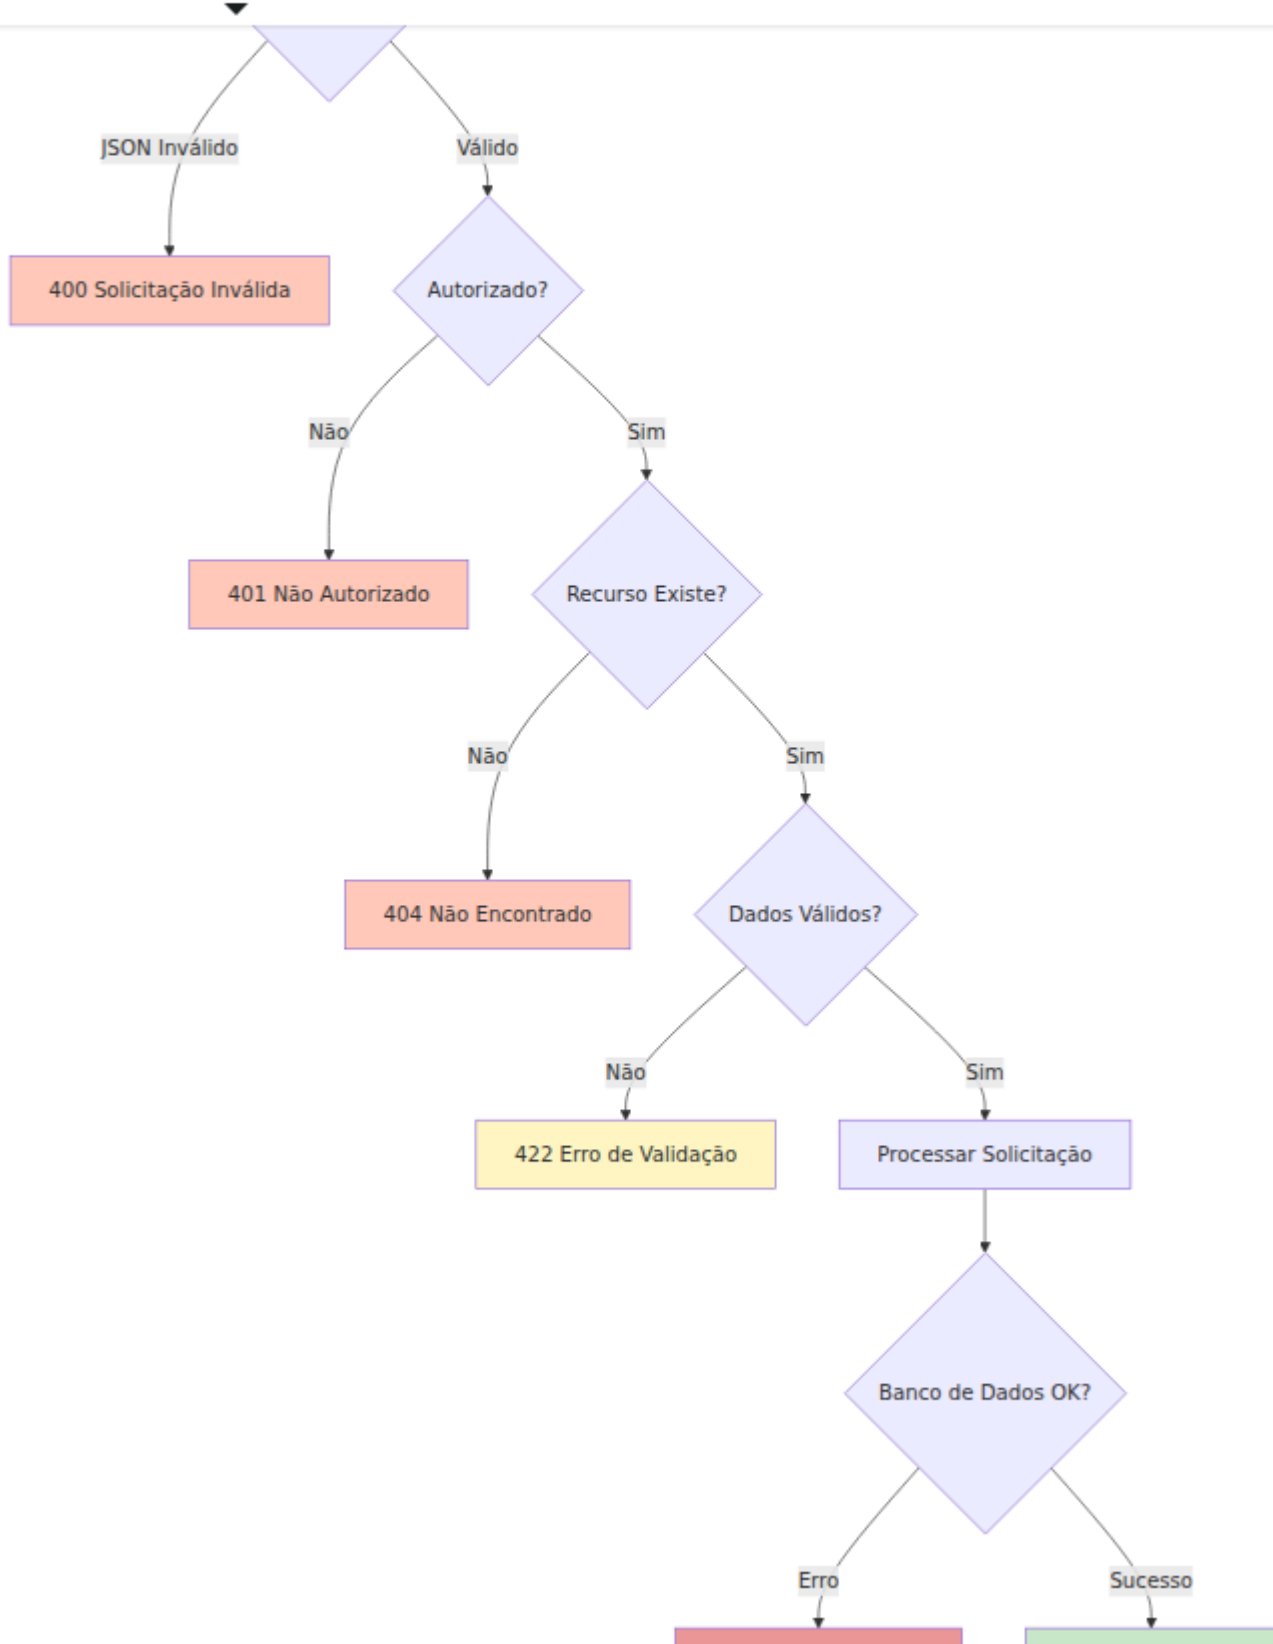 JSON Inválido
Válido
400 Solicitação Inválida
Autorizado?
Não
Sim
401 Não Autorizado
Recurso Existe?
Não
Sim
404 Não Encontrado
Dados Válidos?
Não
Sim
422 Erro de Validação
Processar Solicitação
Banco de Dados OK?
Erro
Sucesso